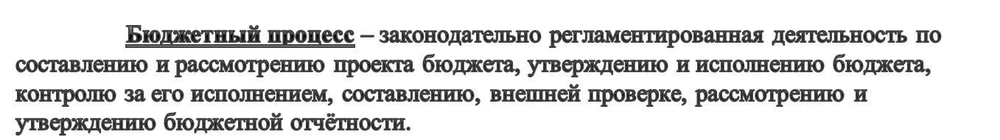 Бюджетный процесс – законодательно регламентированная деятельность по
составлению и рассмотрению проекта бюджета, утверждению и исполнению бюджета,
контролю за его исполнением, составлению, внешней проверке, рассмотрению и
утверждению бюджетной отчётности.